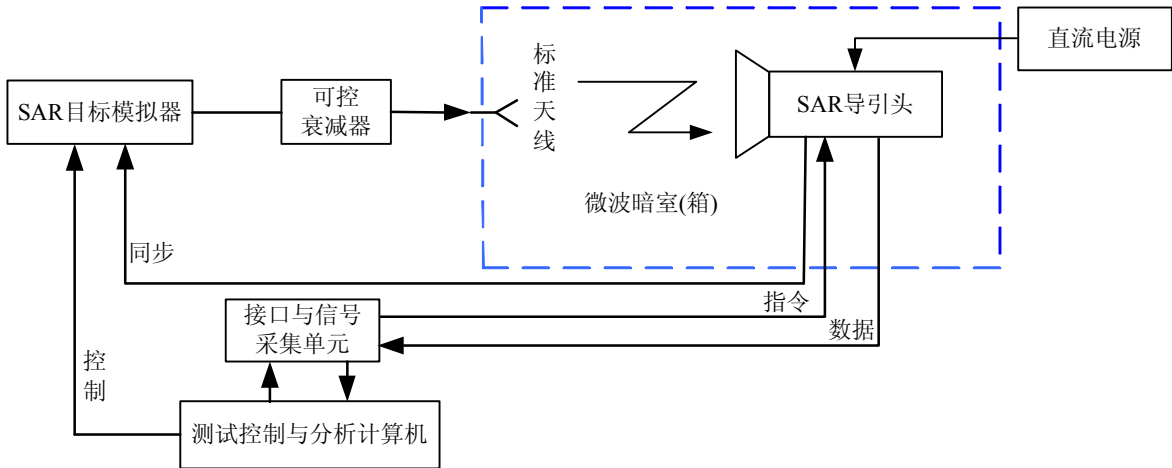 直流电源
标准天线
SAR目标模拟器
可控
衰减器
SAR导引头
微波暗室(箱)
同步
指令
接口与信号
采集单元
数据
控制
测试控制与分析计算机